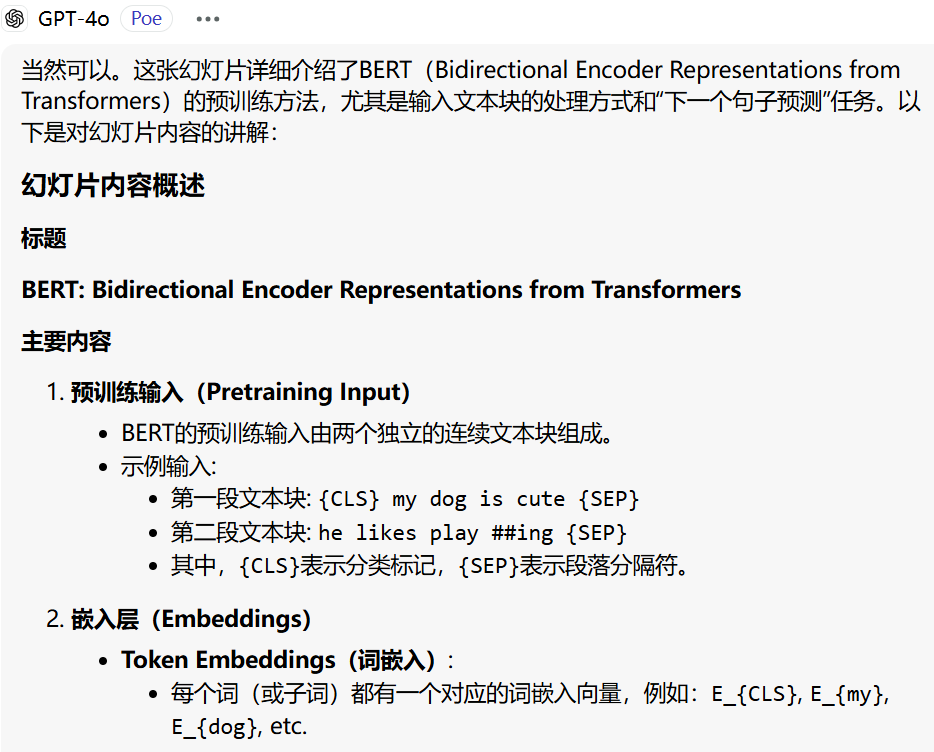 GPT-4o Poe
当然可以。这张幻灯片详细介绍了BERT（Bidirectional Encoder Representations from
Transformers）的预训练方法，尤其是输入文本块的处理方式和“下一个句子预测”任务。以
下是对幻灯片内容的讲解：
幻灯片内容概述
标题
BERT: Bidirectional Encoder Representations from Transformers
主要内容
1. 预训练输入（Pretraining Input）
• BERT的预训练输入由两个独立的连续文本块组成。
• 示例输入:
• 第一段文本块: {CLS} my dog is cute {SEP}
• 第二段文本块: he likes play ##ing {SEP}
• 其中，{CLS}表示分类标记，{SEP}表示段落分隔符。
2. 嵌入层（Embeddings）
• Token Embeddings（词嵌入）:
• 每个词（或子词）都有一个对应的词嵌入向量，例如：E_{CLS}, E_{my},
E_{dog}, etc.